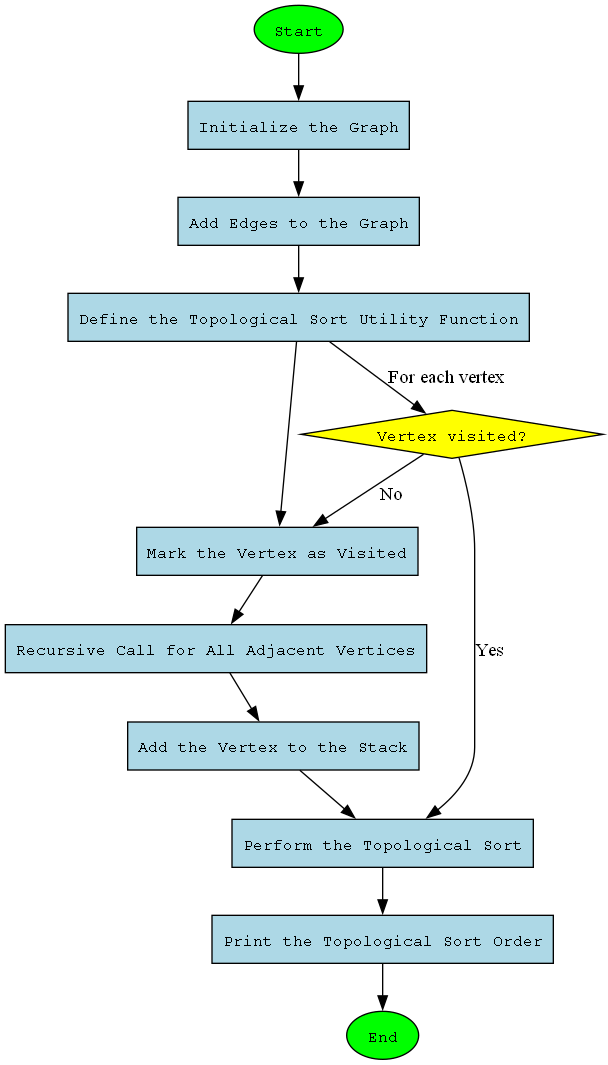 Start
Initialize the Graph
Add Edges to the Graph
Define the Topological Sort Utility Function
For each vertex
Vertex visited?
No
Mark the Vertex as Visited
Recursive Call for All Adjacent Vertices
Yes
Add the Vertex to the Stack
Perform the Topological Sort
Print the Topological Sort Order
End